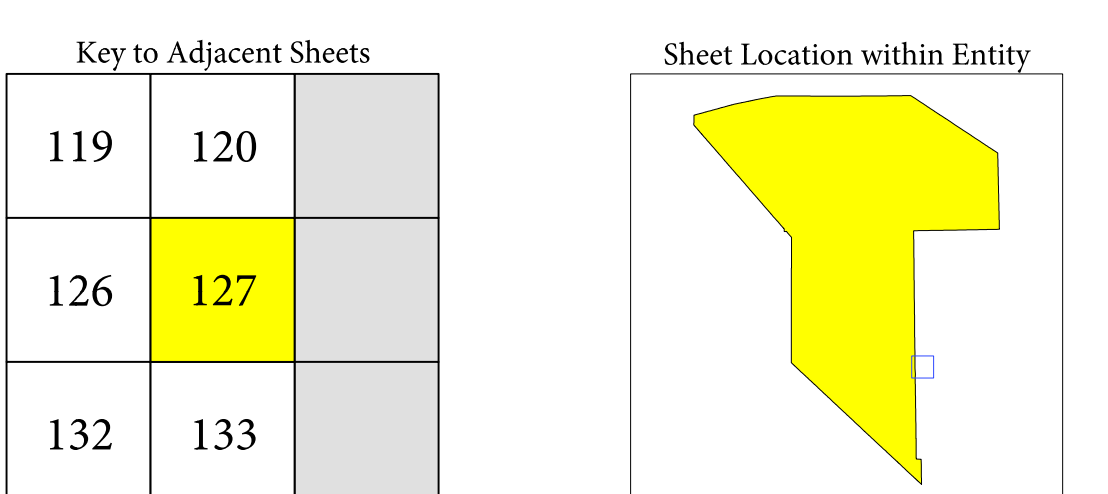 Key to Adjacent Sheets
Sheet Location within Entity
119 120
126 127
132 133